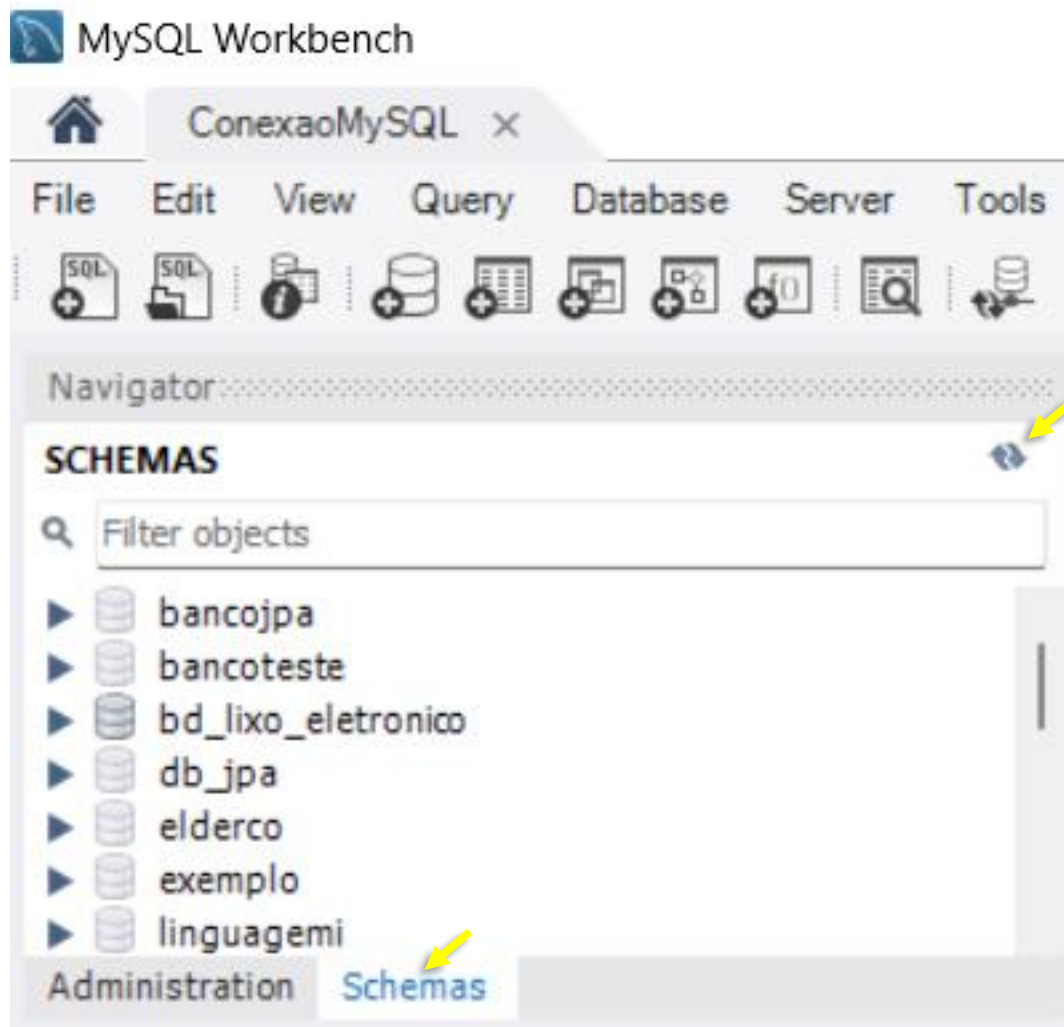 MySQL Workbench
ConexaoMySQL ×
File Edit View Query Database Server Tools
SQL SQL f()
Navigator
SCHEMAS
Filter objects
bancojpa
bancoteste
bd_lixo_eletronico
db_jpa
elderco
exemplo
linguagemi
Administration Schemas